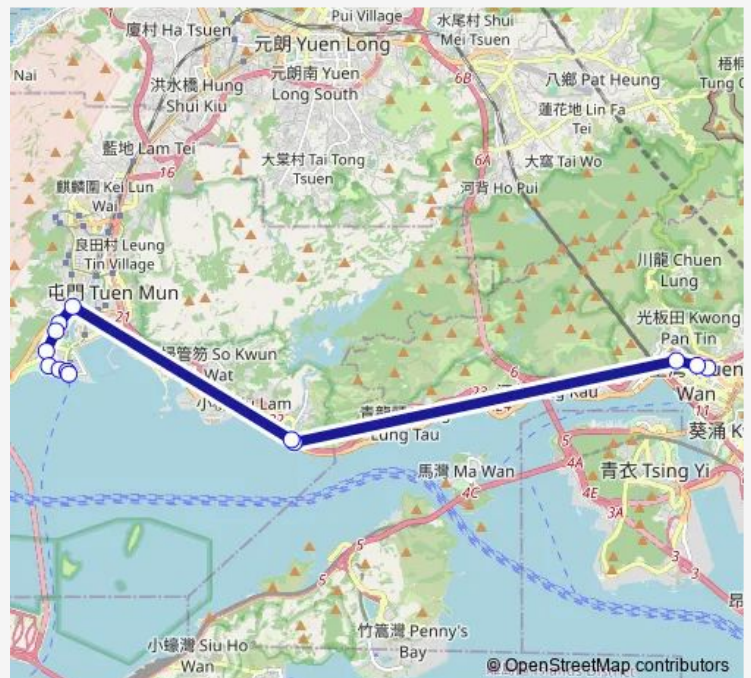 廈村 Ha Tsuen
Pui Village
水尾村 Shui
Mei Tsuen
元朗 Yuen Long
Nai
洪水橋 Hung
Shui Kiu
元朗南 Yuen
Long South
6B
八鄉 Pat Heung
Tung
蓮花地 Lin Fa
Tei
藍地 Lam Tei
16
大棠村 Tai Tong
Tsuen
6A
大窩 Tai Wo
麒麟圍 Kei Lun
Wai
河背 Ho Pui
良田村 Leung
Tin Village
川龍 Chuen
Lung
屯門 Tuen Mun
21
光板田 Kwong
Pan Tin
掃管笏 So Kwun
Wat
6
Wan
11
Lam
Lung Tau
葵涌
5
馬灣 Ma Wan
4A
青衣 Tsing Yi
4C
4E
3A
5
5
3
3
竹篙灣 Penny's
Bay
小蠔灣 Siu Ho
Wan
© OpenStreetMap contributors